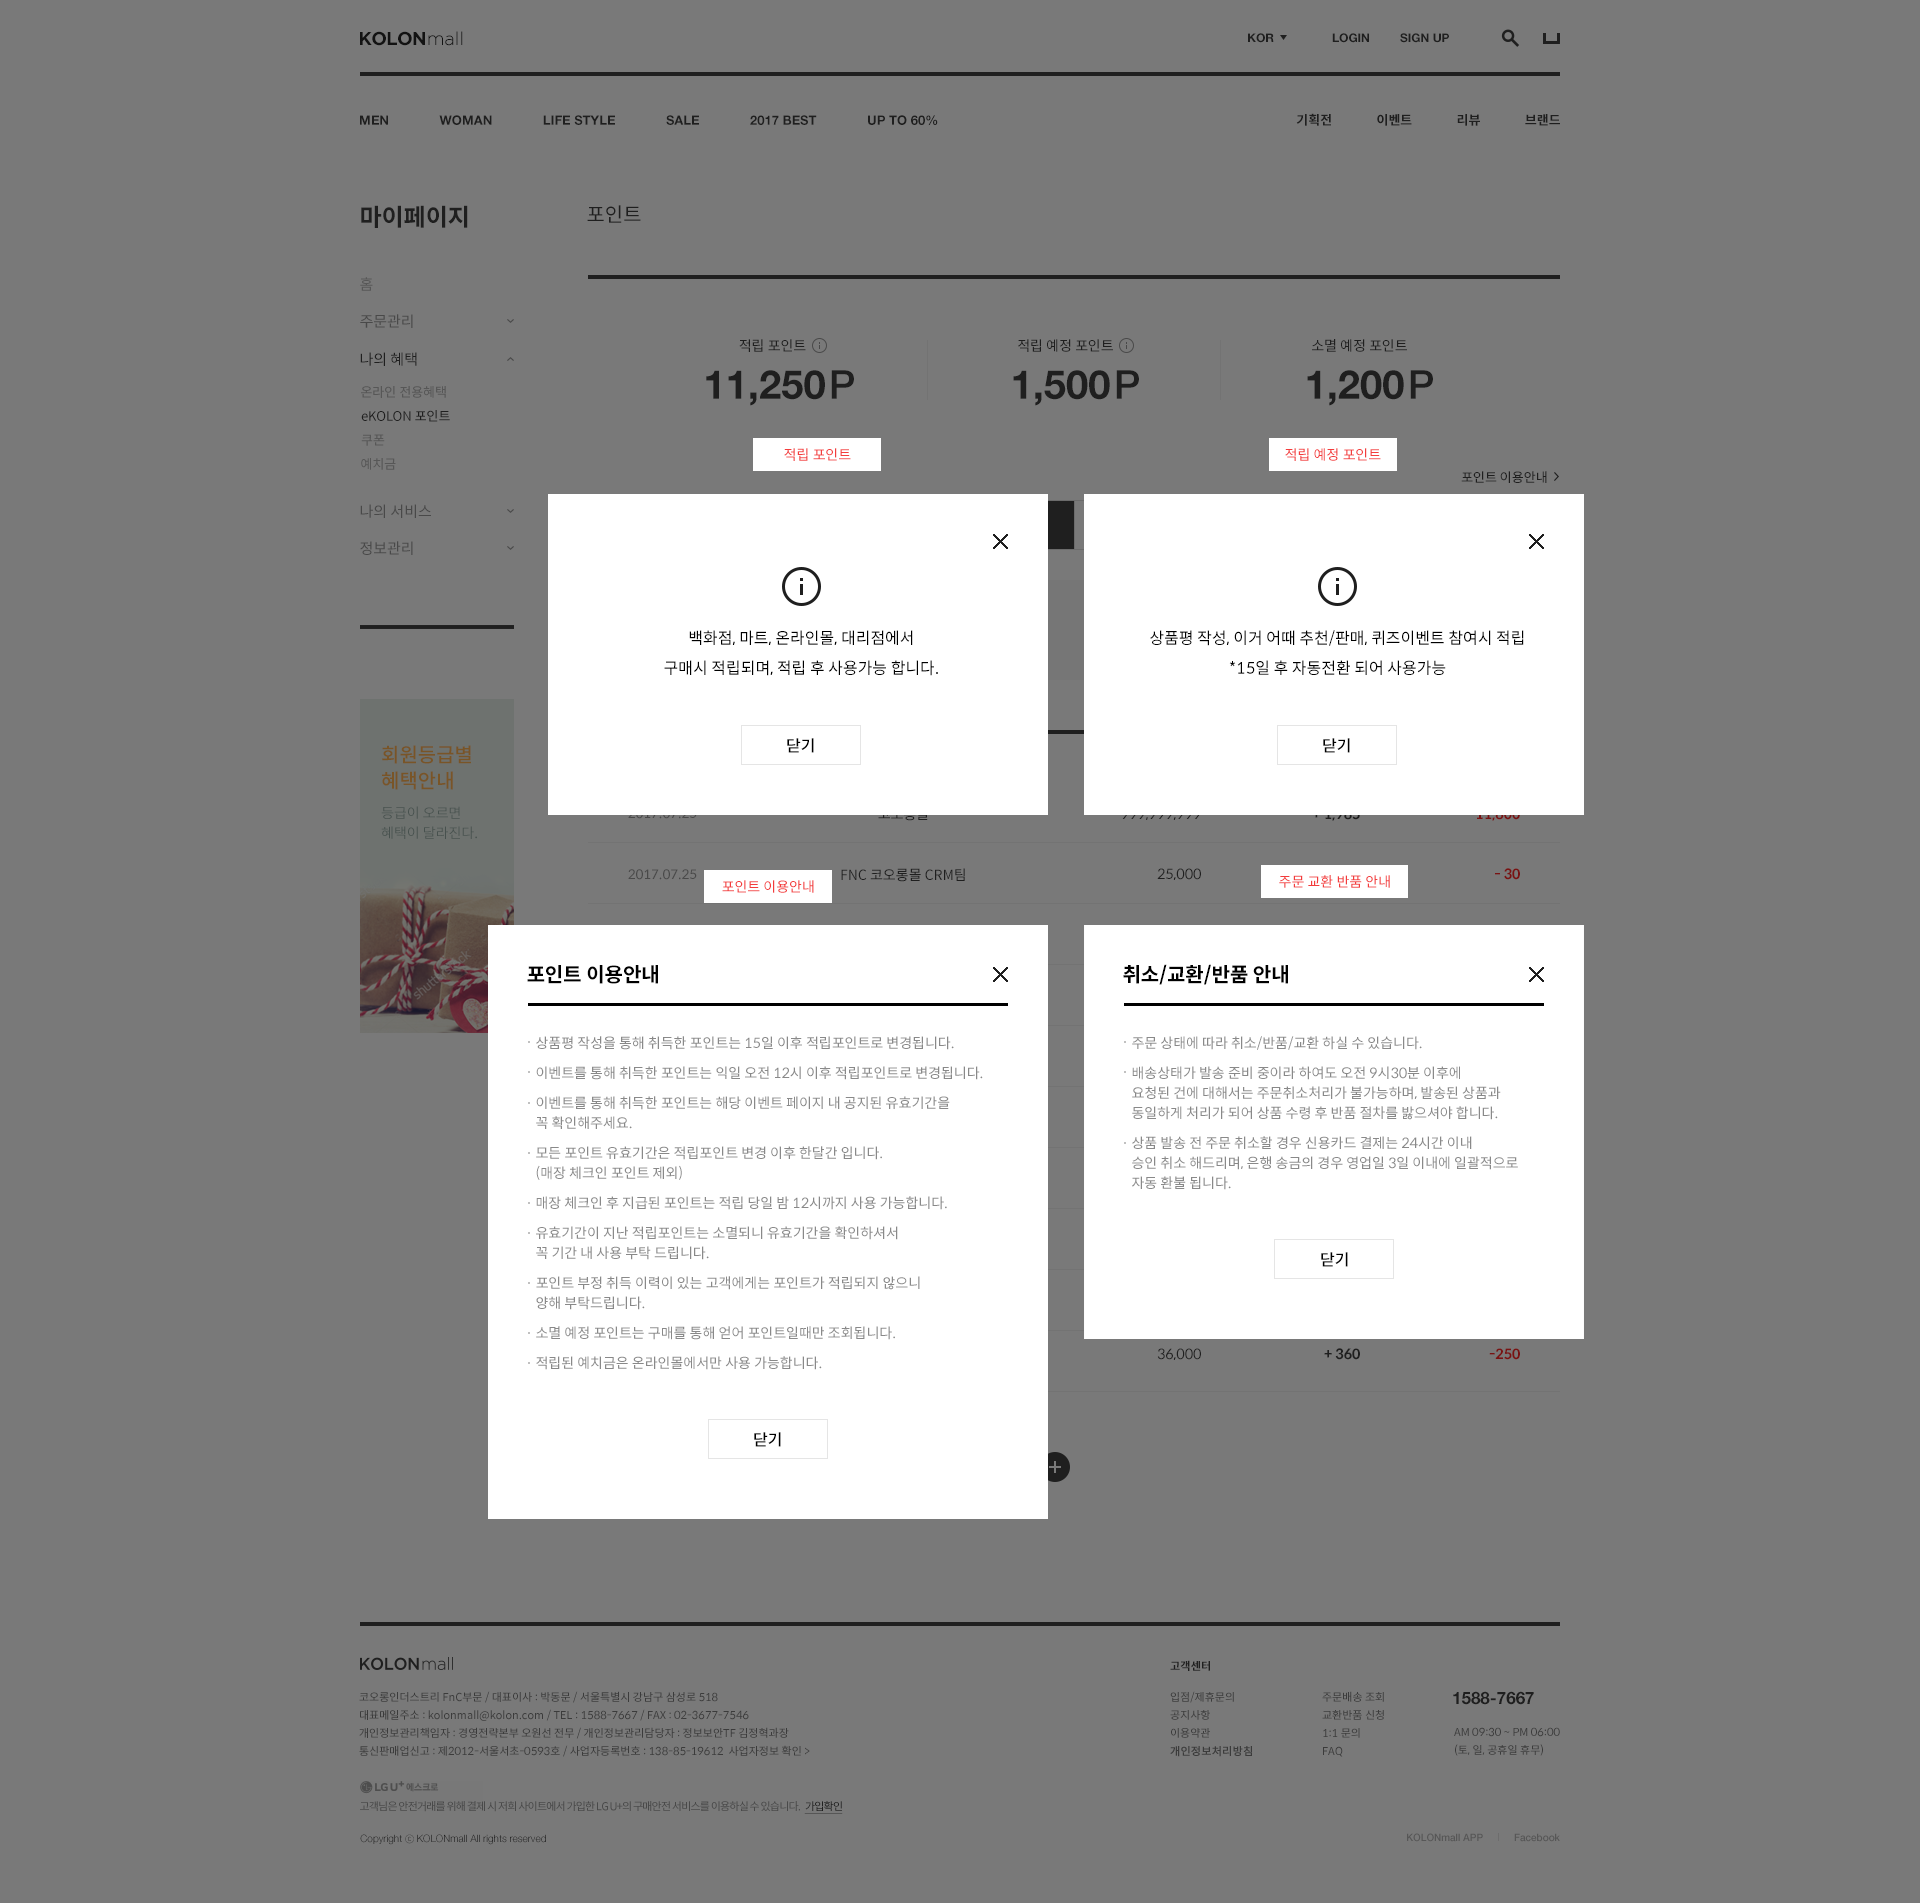 KOLONmall
KOR
LOGIN
SIGN UP
MEN
WOMAN
LIFE STYLE
SALE
2017 BEST
UP TO 60%
기획전
이벤트
리뷰
브랜드
마이페이지
포인트
홈
주문관리
나의 혜택
온라인 전용혜택
eKOLON 포인트
쿠폰
예치금
나의 서비스
정보관리
적립 포인트
11,250P
적립 예정 포인트
1,500P
소멸 예정 포인트
1,200P
적립 포인트
적립 예정 포인트
포인트 이용안내 >
백화점, 마트, 온라인몰, 대리점에서
구매시 적립되며, 적립 후 사용가능 합니다.
닫기
상품평 작성, 이거 어때 추천/판매, 퀴즈이벤트 참여시 적립
*15일 후 자동전환 되어 사용가능
닫기
회원등급별
혜택안내
등급이 오르면
혜택이 달라진다.
2017.07.25
FNC 코오롱몰 CRM팀
25,000
- 30
포인트 이용안내
주문 교환 반품 안내
포인트 이용안내
· 상품평 작성을 통해 취득한 포인트는 15일 이후 적립포인트로 변경됩니다.
· 이벤트를 통해 취득한 포인트는 익일 오전 12시 이후 적립포인트로 변경됩니다.
· 이벤트를 통해 취득한 포인트는 해당 이벤트 페이지 내 공지된 유효기간을
꼭 확인해주세요.
· 모든 포인트 유효기간은 적립포인트 변경 이후 한달간 입니다.
(매장 체크인 포인트 제외)
· 매장 체크인 후 지급된 포인트는 적립 당일 밤 12시까지 사용 가능합니다.
· 유효기간이 지난 적립포인트는 소멸되니 유효기간을 확인하셔서
꼭 기간 내 사용 부탁 드립니다.
· 포인트 부정 취득 이력이 있는 고객에게는 포인트가 적립되지 않으니
양해 부탁드립니다.
· 소멸 예정 포인트는 구매를 통해 얻어 포인트일때만 조회됩니다.
· 적립된 예치금은 온라인몰에서만 사용 가능합니다.
닫기
취소/교환/반품 안내
· 주문 상태에 따라 취소/반품/교환 하실 수 있습니다.
· 배송상태가 발송 준비 중이라 하여도 오전 9시30분 이후에
요청된 건에 대해서는 주문취소처리가 불가능하며, 발송된 상품과
동일하게 처리가 되어 상품 수령 후 반품 절차를 밟으셔야 합니다.
· 상품 발송 전 주문 취소할 경우 신용카드 결제는 24시간 이내
승인 취소 해드리며, 은행 송금의 경우 영업일 3일 이내에 일괄적으로
자동 환불 됩니다.
닫기
36,000
+ 360
-250
KOLONmall
코오롱인더스트리 FnC부문 / 대표이사 : 박동문 / 서울특별시 강남구 삼성로 518
대표메일주소 : kolonmall@kolon.com / TEL : 1588-7667 / FAX : 02-3677-7546
개인정보관리책임자 : 경영전략본부 오원선 전무 / 개인정보관리담당자 : 정보보안TF 김정혁과장
통신판매업신고 : 제2012-서울서초-0593호 / 사업자등록번호 : 138-85-19612 사업자정보 확인 >
LG U+ 에스크로
고객님은 안전거래를 위해 결제 시 저희 사이트에서 가입한 LG U+의 구매안전 서비스를 이용하실 수 있습니다. 가입확인
Copyright ⓒ KOLONmall All rights reserved
고객센터
입점/제휴문의
공지사항
이용약관
개인정보처리방침
주문배송 조회
교환반품 신청
1:1 문의
FAQ
1588-7667
AM 09:30 ~ PM 06:00
(토, 일, 공휴일 휴무)
KOLONmall APP
Facebook